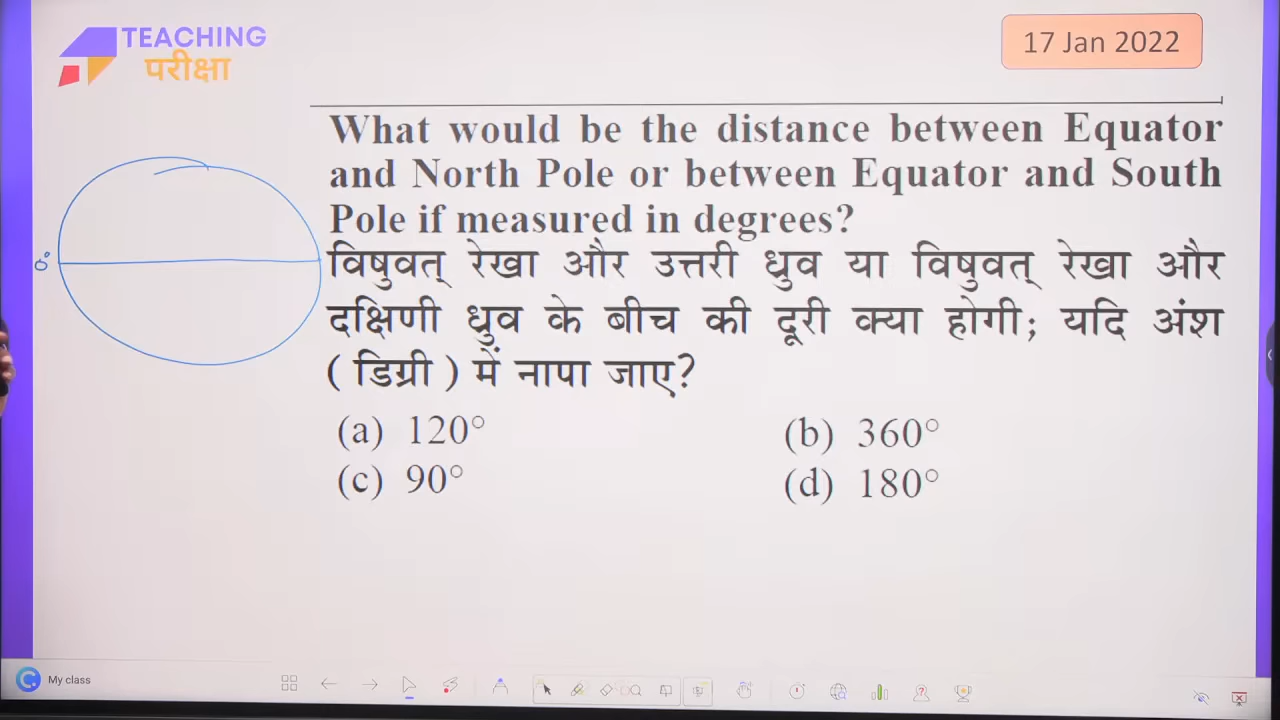 TEACHING
परीक्षा
17 Jan 2022
What would be the distance between Equator
and North Pole or between Equator and South
Pole if measured in degrees?
विषुवत् रेखा और उत्तरी ध्रुव या विषुवत् रेखा और
दक्षिणी ध्रुव के बीच की दूरी क्या होगी; यदि अंश
( डिग्री ) में नापा जाए?
(a) 120° (b) 360°
(c) 90° (d) 180°
0°
My class